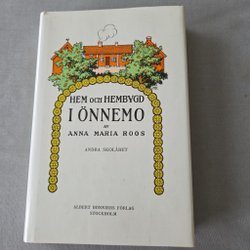 HEM OCH HEMBYGD
I ÖNNEMO
AV
ANNA MARIA ROOS
ANDRA SKOLÅRET
ALBERT BONNIERS FÖRLAG
STOCKHOLM